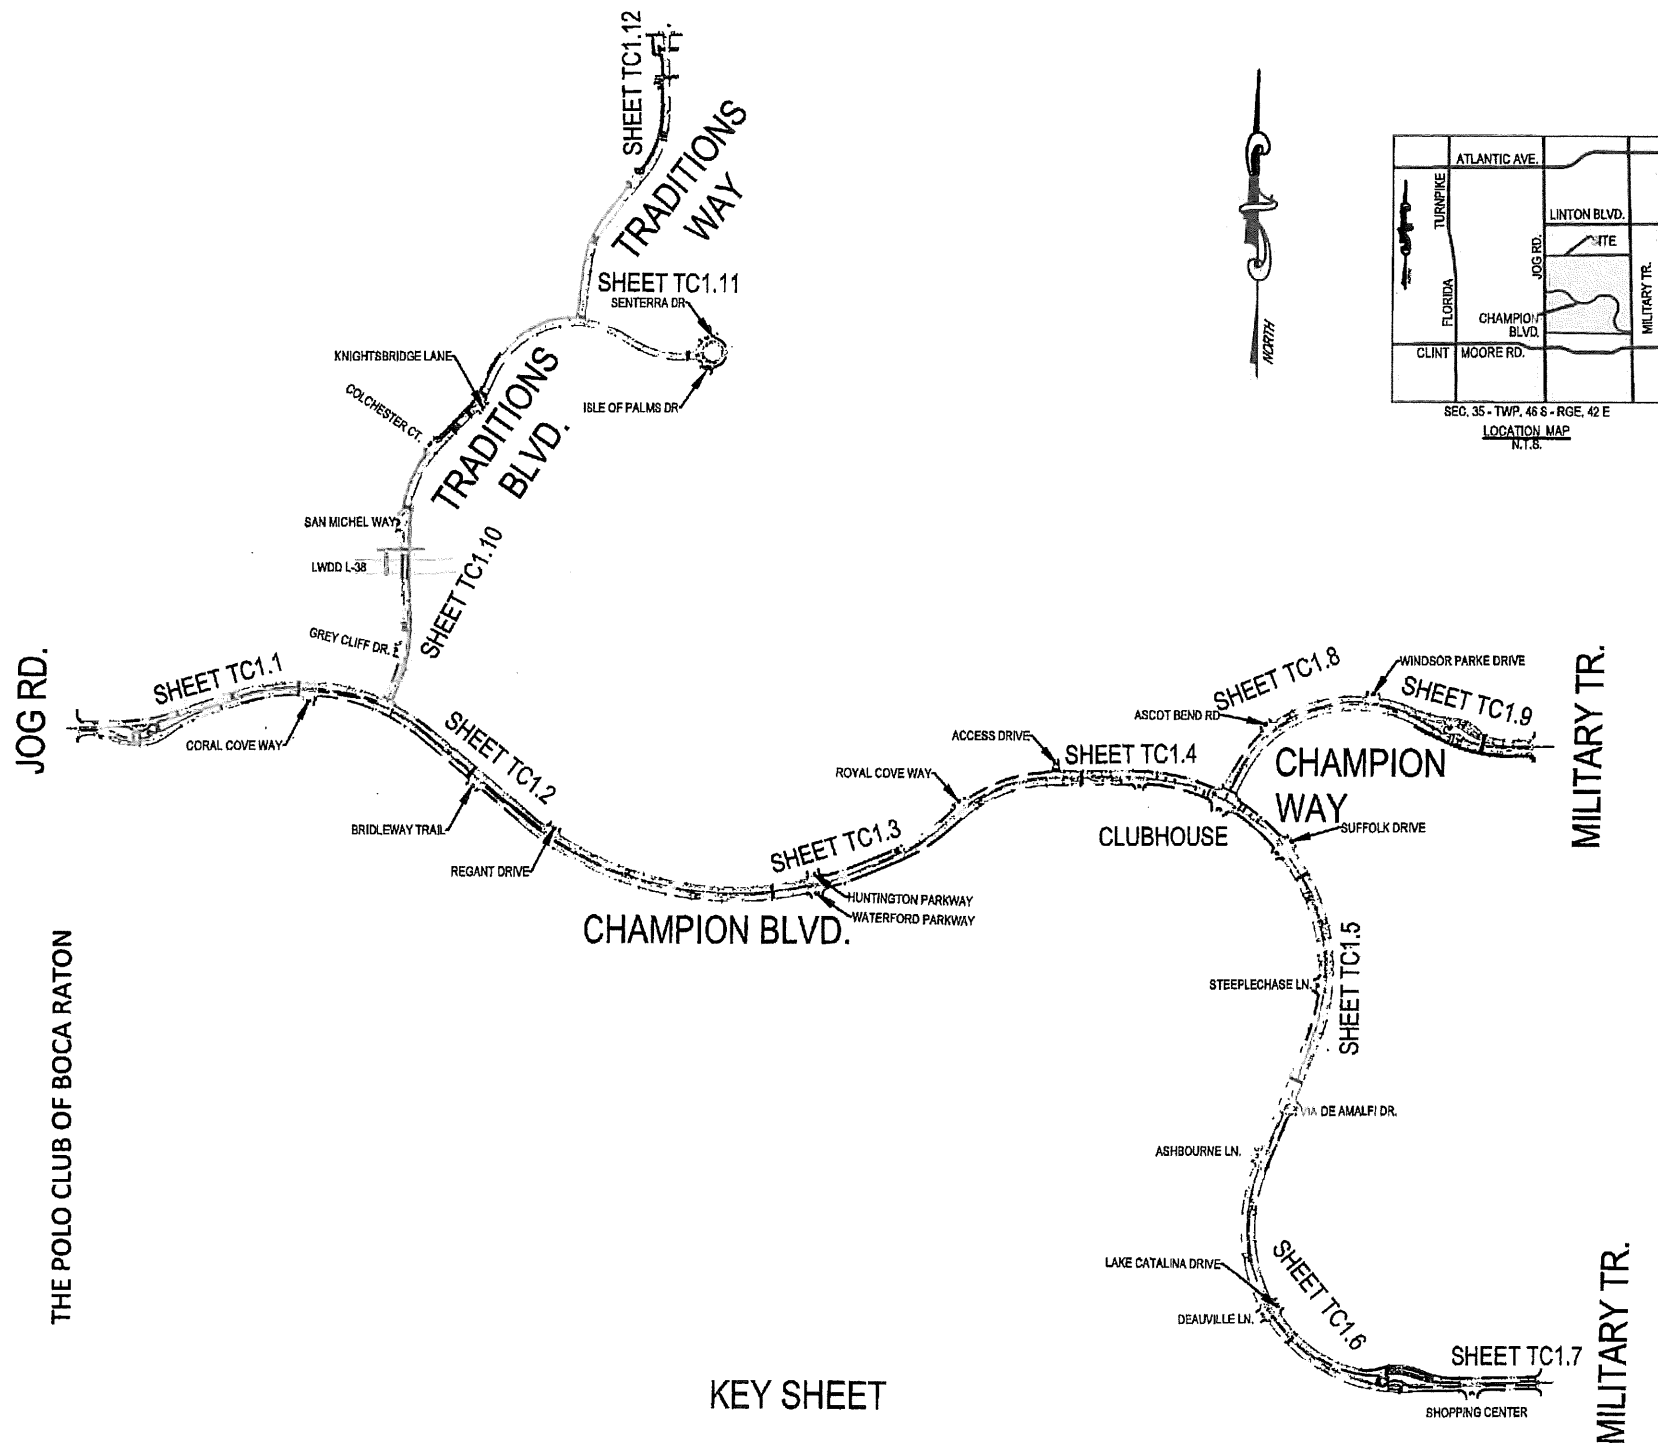 SHEET TC1.12
TRADITIONS
WAY
SHEET TC1.11
SENTERRA DR
KNIGHTSBRIDGE LANE
ISLE OF PALMS DR
COLCHESTER CT.
TRADITIONS
BLVD.
SAN MICHEL WAY
LWDD L-38
SHEET TC1.10
GREY CLIFF DR.
JOG RD.
SHEET TC1.1
CORAL COVE WAY
SHEET TC1.2
BRIDLEWAY TRAIL
REGANT DRIVE
CHAMPION BLVD.
SHEET TC1.3
HUNTINGTON PARKWAY
WATERFORD PARKWAY
ROYAL COVE WAY
ACCESS DRIVE
SHEET TC1.4
CLUBHOUSE
ASCOT BEND RD
SHEET TC1.8
WINDSOR PARKE DRIVE
SHEET TC1.9
CHAMPION
WAY
SUFFOLK DRIVE
MILITARY TR.
STEEPLECHASE LN.
SHEET TC1.5
VIA DE AMALFI DR.
ASHBOURNE LN.
LAKE CATALINA DRIVE
SHEET TC1.6
DEAUVILLE LN.
SHEET TC1.7
SHOPPING CENTER
MILITARY TR.
THE POLO CLUB OF BOCA RATON
KEY SHEET
NORTH
ATLANTIC AVE.
TURNPIKE
LINTON BLVD.
SITE
JOG RD.
MILITARY TR.
FLORIDA
CHAMPION
BLVD.
CLINT MOORE RD.
SEC. 35 - TWP. 46 S - RGE. 42 E
LOCATION MAP
N.T.S.